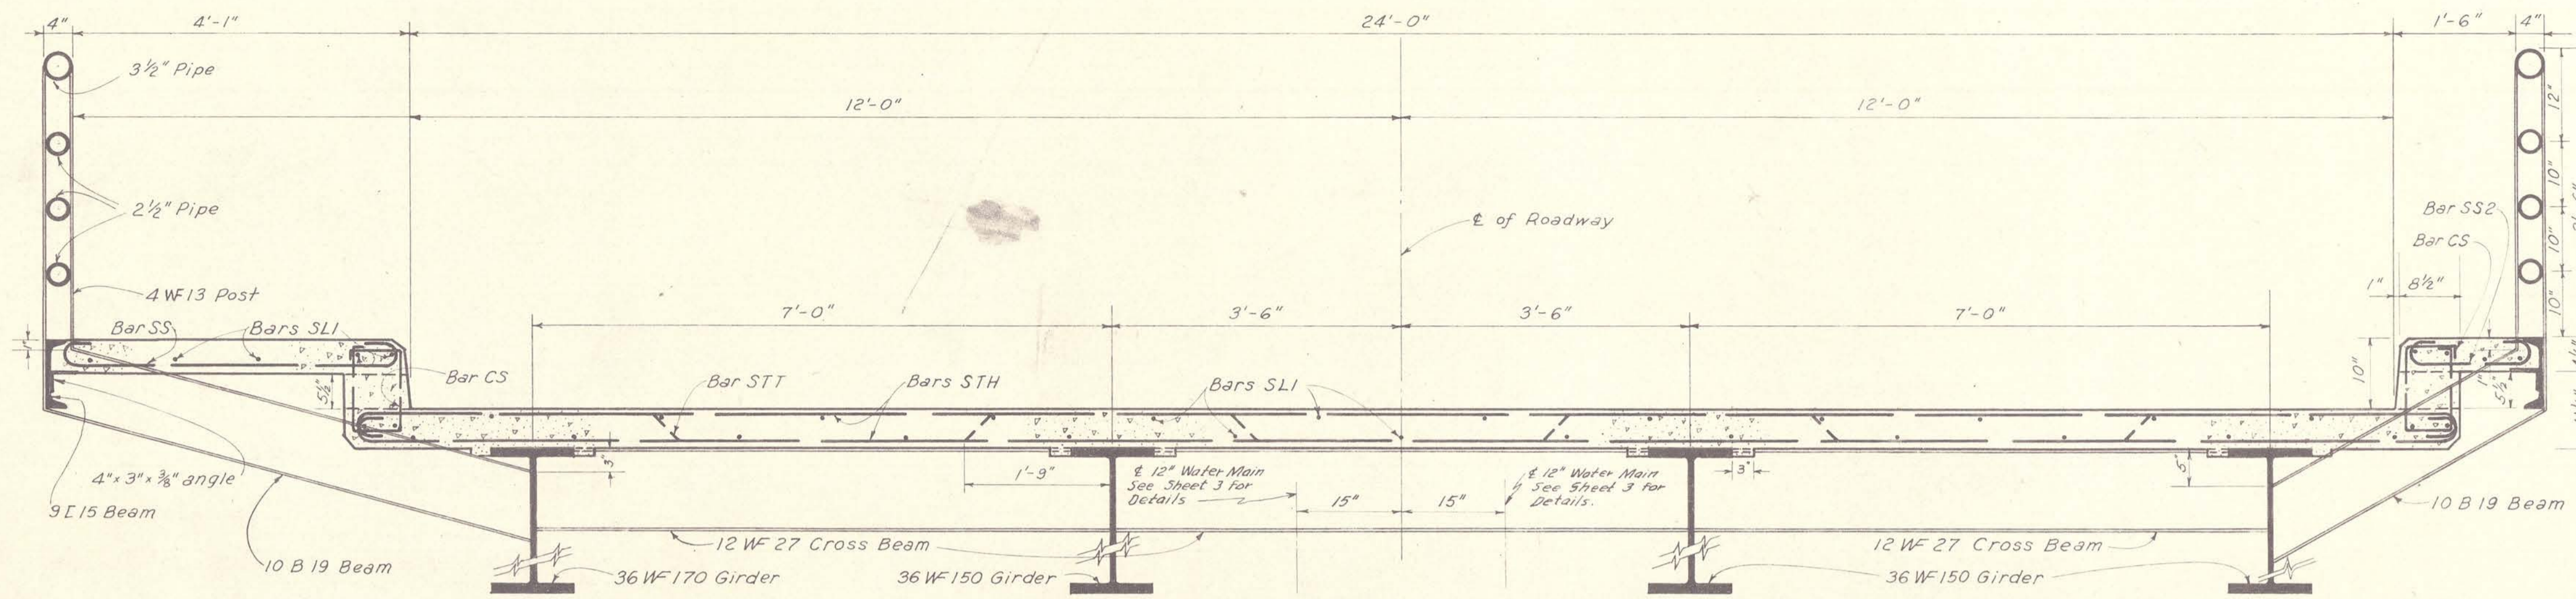 4" 4'-1" 24'-0" 1'-6" 4"
3½" Pipe
12'-0" 12'-0"
12"
2½" Pipe
℄ of Roadway
10"
Bar SS2
Bar CS
10"
4 WF 13 Post
1" 8½"
10"
Bar SS Bars SL1
7'-0" 3'-6" 3'-6" 7'-0"
1"
Bar CS
Bar STT
Bars STH
Bars SL1
5½"
10"
1"
5½"
4" x 3" x ⅜" angle
3"
1'-9"
℄ 12" Water Main
See Sheet 3 for
Details
℄ 12" Water Main
See Sheet 3 for
Details.
3"
5"
15" 15"
9 [ 15 Beam
10 B 19 Beam
12 WF 27 Cross Beam
12 WF 27 Cross Beam
10 B 19 Beam
36 WF 170 Girder
36 WF 150 Girder
36 WF 150 Girder